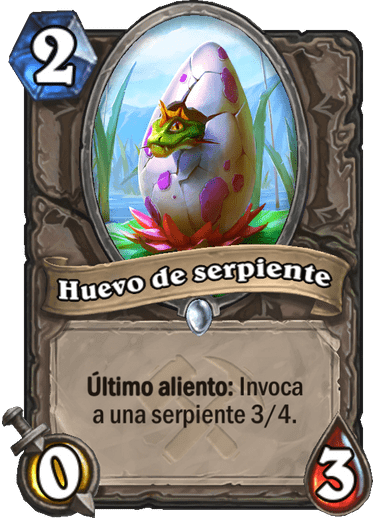 2
Huevo de serpiente
Último aliento: Invoca
a una serpiente 3/4.
0
3